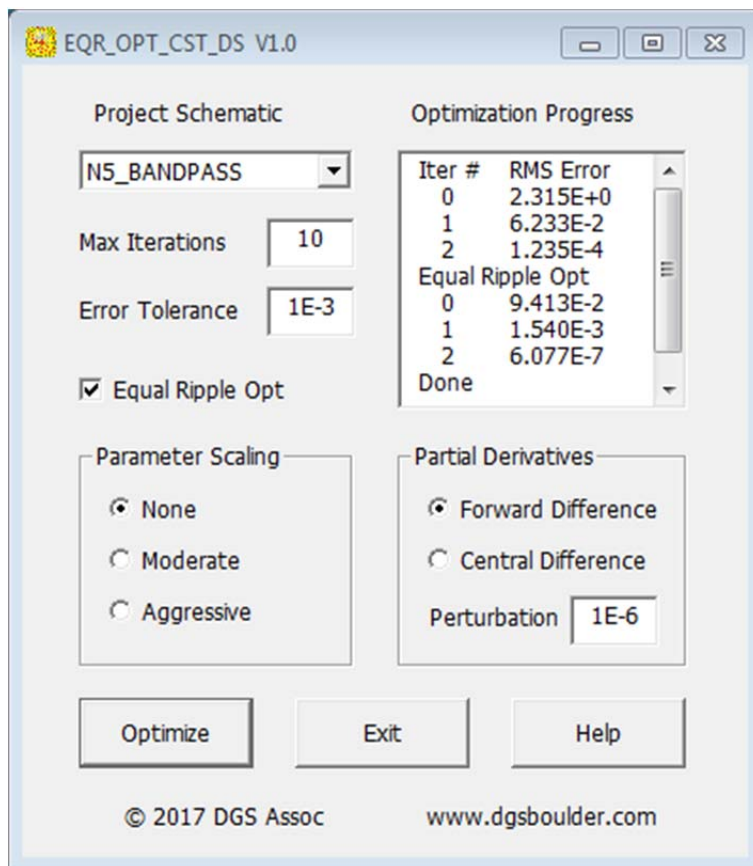 EQR_OPT_CST_DS V1.0
Project Schematic
N5_BANDPASS
Max Iterations 10
Error Tolerance 1E-3
Equal Ripple Opt
Optimization Progress
Iter # RMS Error
0 2.315E+0
1 6.233E-2
2 1.235E-4
Equal Ripple Opt
0 9.413E-2
1 1.540E-3
2 6.077E-7
Done
Parameter Scaling
None
Moderate
Aggressive
Partial Derivatives
Forward Difference
Central Difference
Perturbation 1E-6
Optimize
Exit
Help
© 2017 DGS Assoc
www.dgsboulder.com